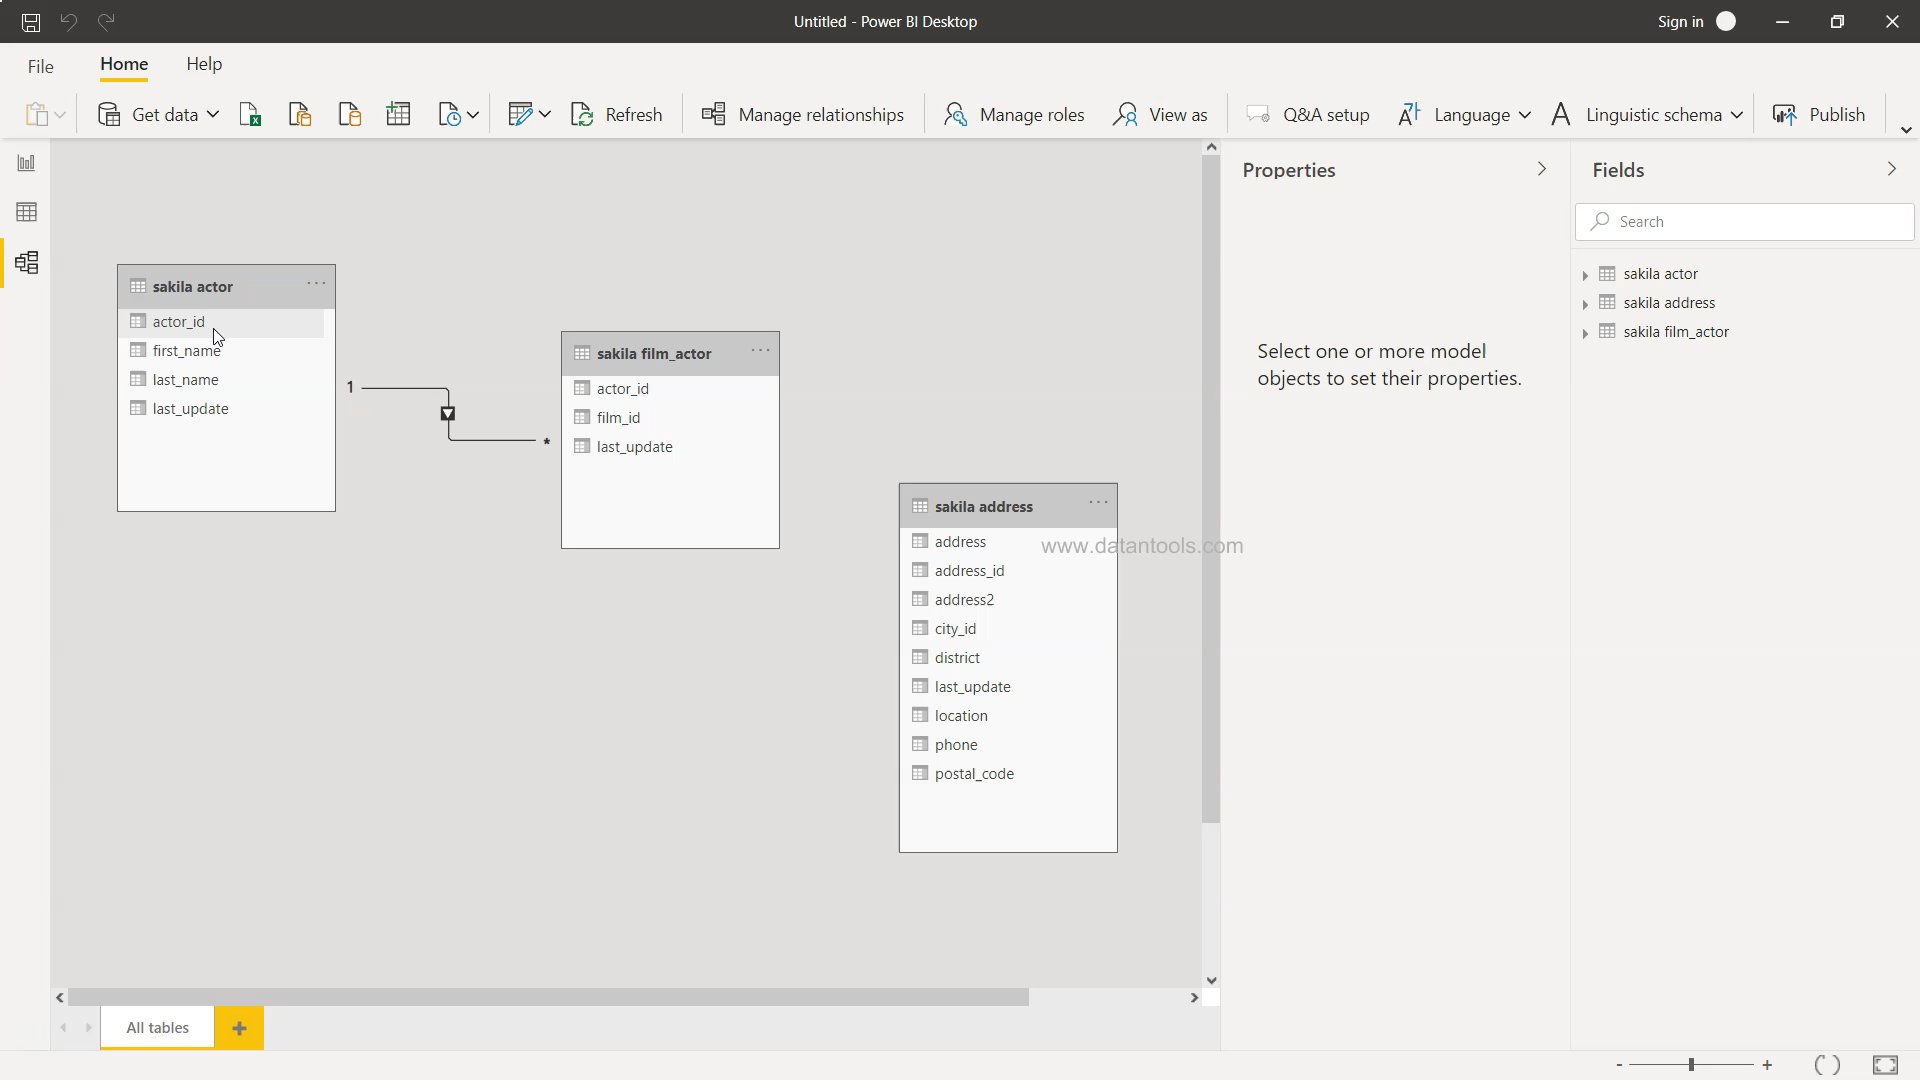 Untitled - Power BI Desktop
Sign in
File
Home
Help
Get data
Refresh
Manage relationships
Manage roles
View as
Q&A setup
Language
Linguistic schema
Publish
sakila actor
actor_id
first_name
last_name
last_update
1
*
sakila film_actor
actor_id
film_id
last_update
sakila address
address
address_id
address2
city_id
district
last_update
location
phone
postal_code
www.datantools.com
Properties
Select one or more model
objects to set their properties.
Fields
Search
sakila actor
sakila address
sakila film_actor
All tables
+
- +